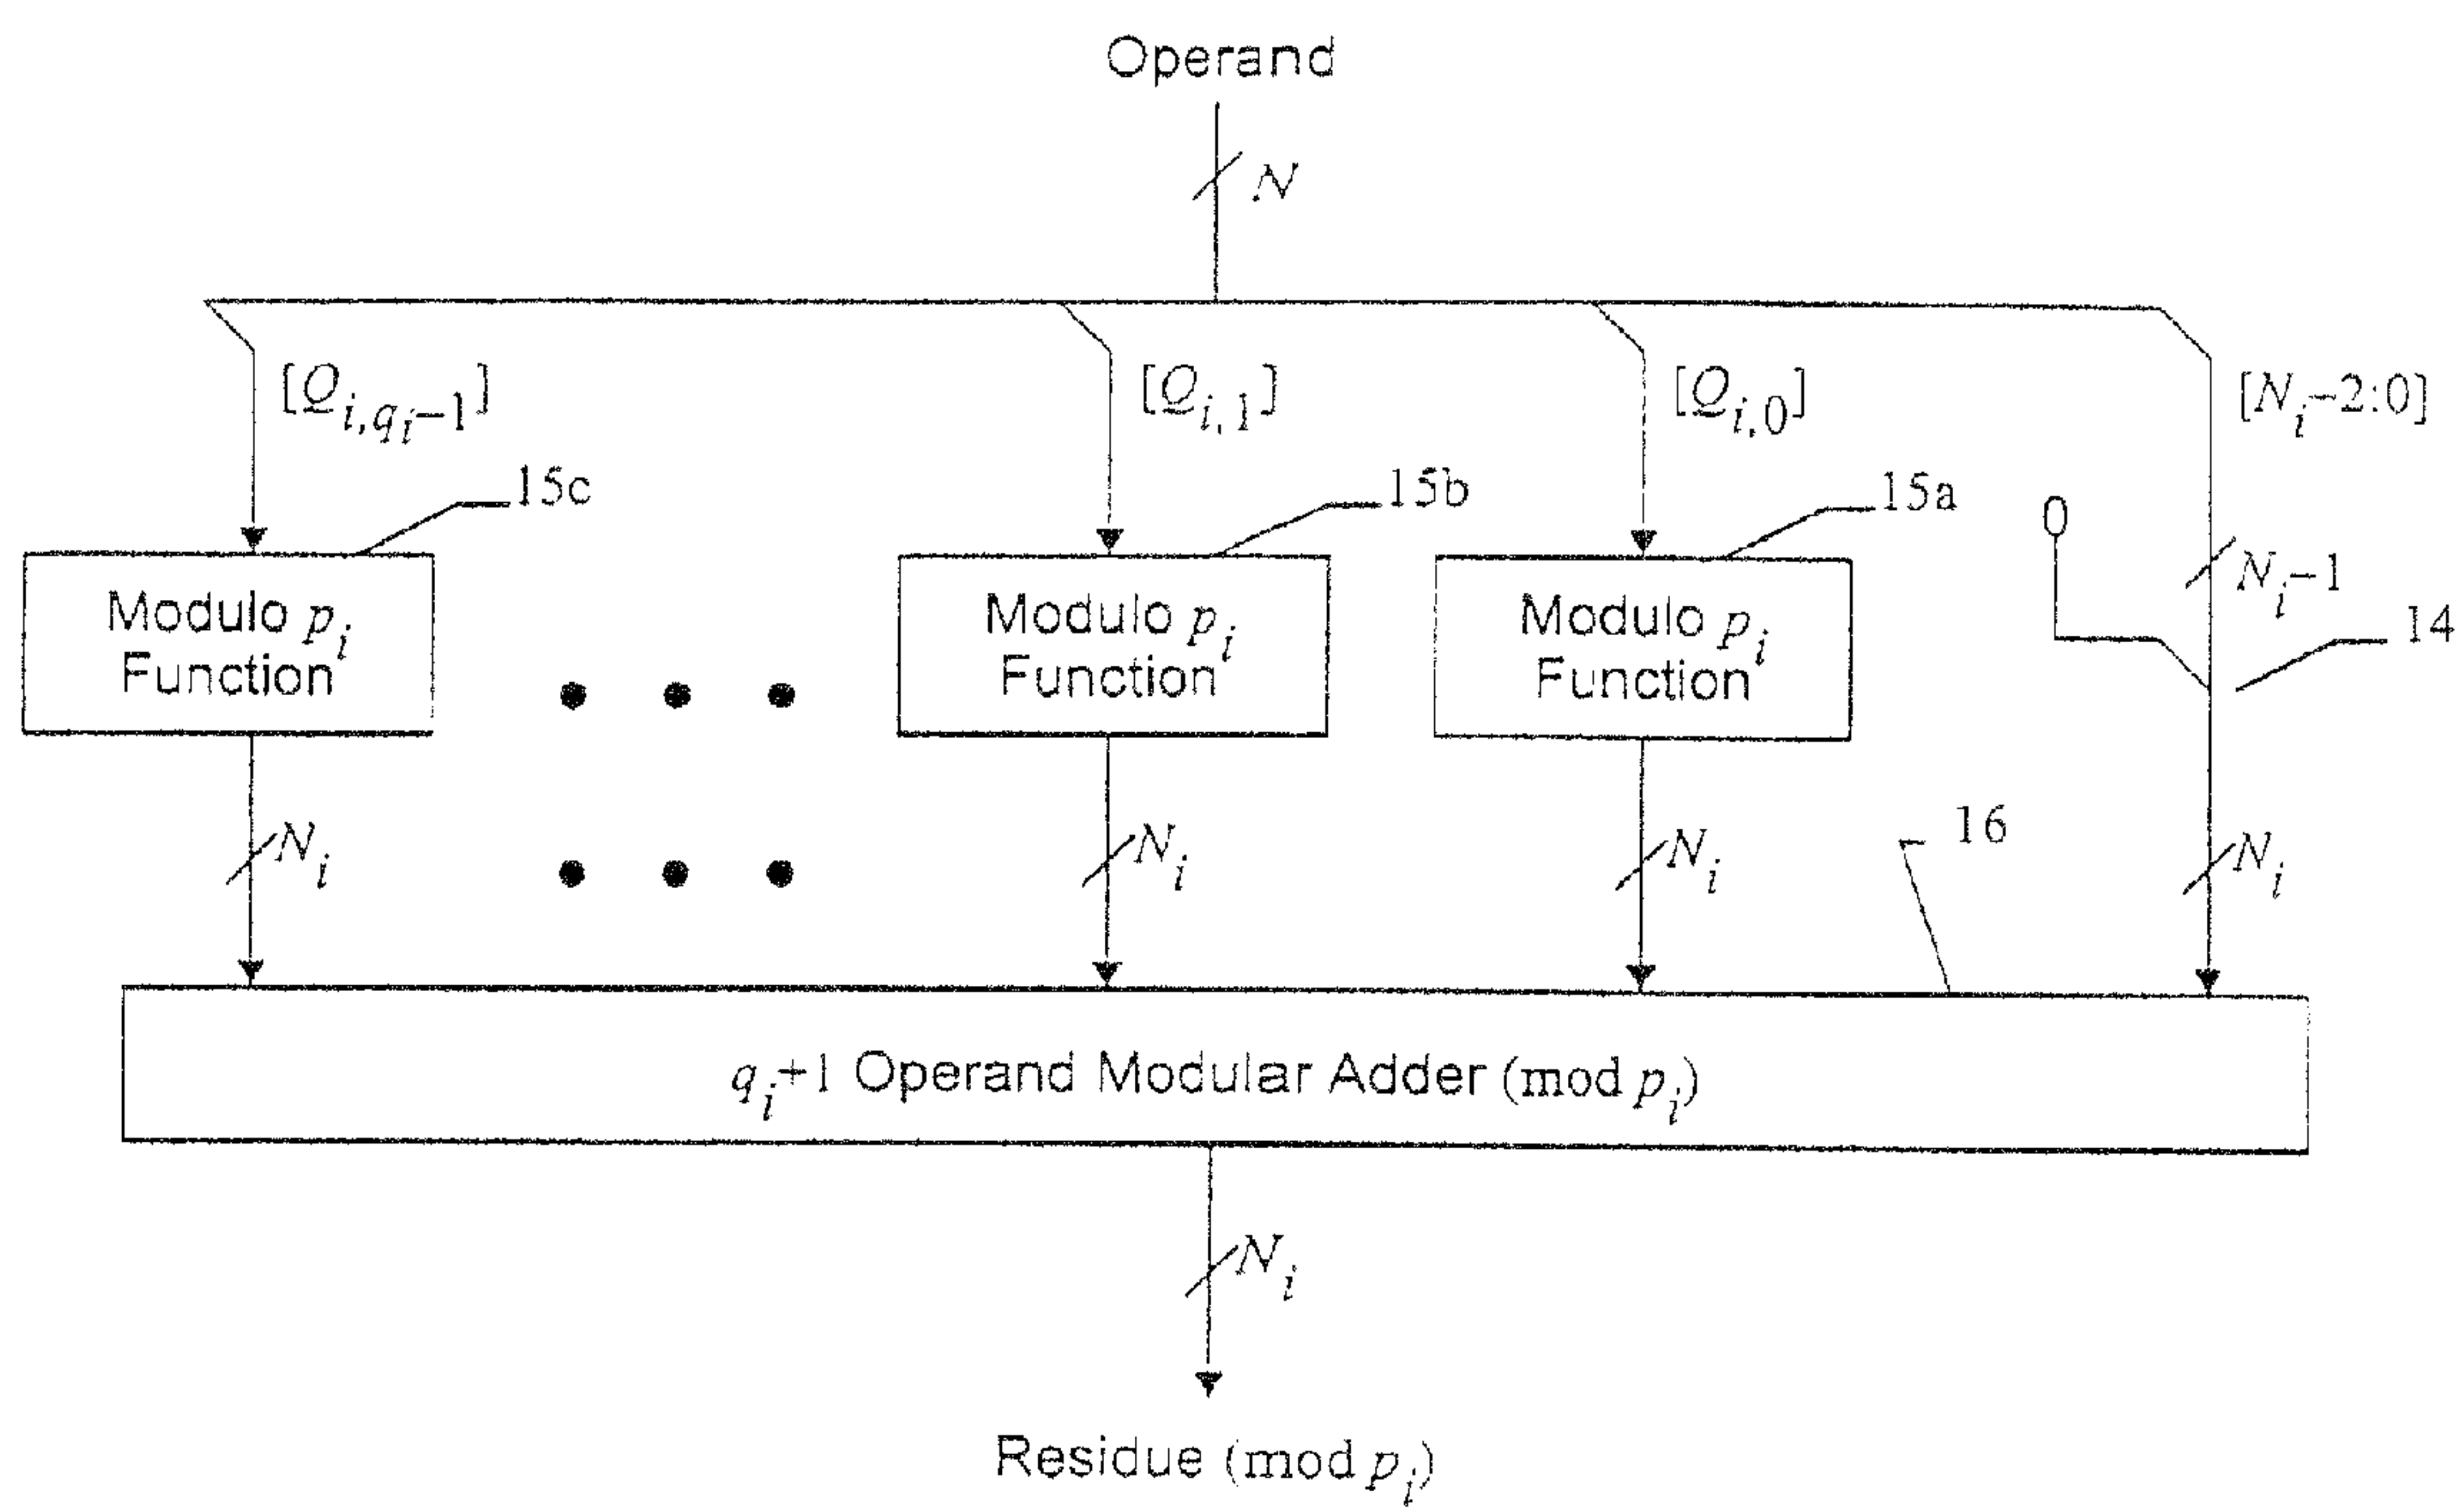 Operand
N
[Q_{i,q_i−1}] [Q_{i,1}] [Q_{i,0}] [N_i−2:0]
15c 15b 15a 0
N_i−1
Modulo p_i Modulo p_i Modulo p_i 14
Function Function Function
16
N_i N_i N_i N_i
q_i+1 Operand Modular Adder (mod p_i)
N_i
Residue (mod p_i)